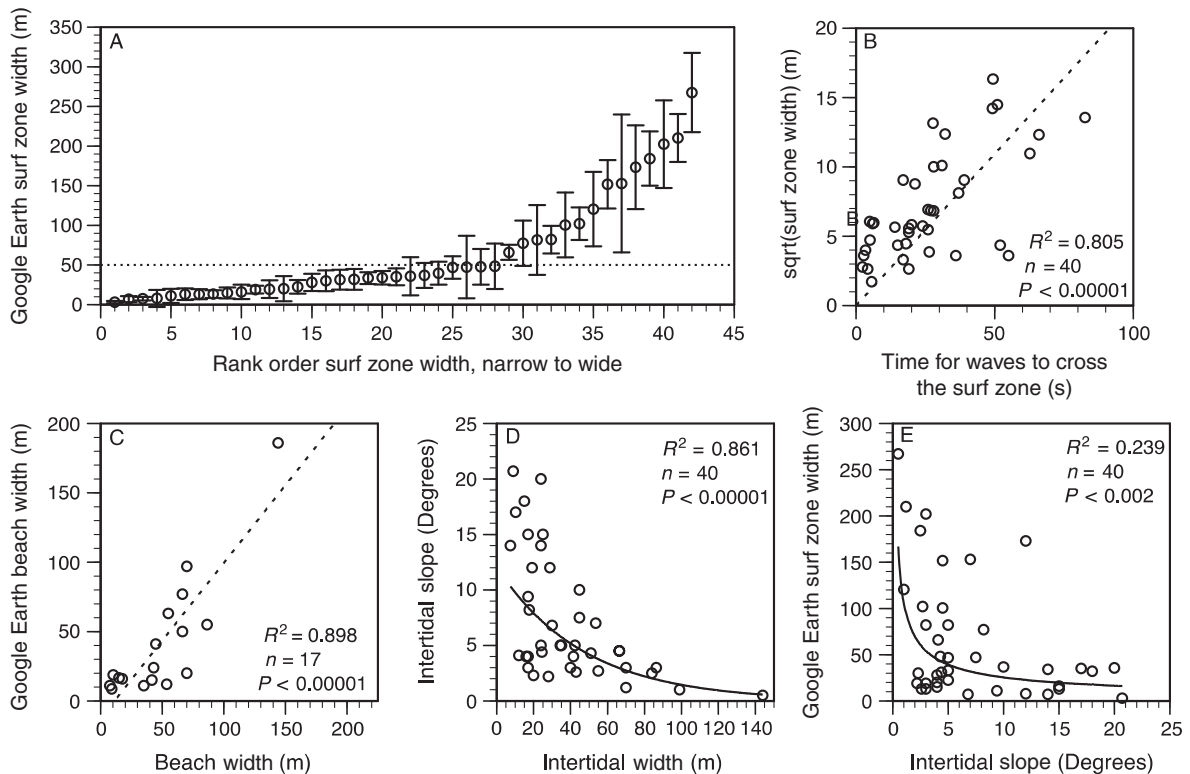 A
Google Earth surf zone width (m)
350
300
250
200
150
100
50
0
0 5 10 15 20 25 30 35 40 45
Rank order surf zone width, narrow to wide
B
sqrt(surf zone width) (m)
20
15
10
5
0
B
R² = 0.805
n = 40
P < 0.00001
0 50 100
Time for waves to cross
the surf zone (s)
C
Google Earth beach width (m)
200
150
100
50
0
R² = 0.898
n = 17
P < 0.00001
0 50 100 150 200
Beach width (m)
D
Intertidal slope (Degrees)
25
20
15
10
5
0
R² = 0.861
n = 40
P < 0.00001
0 20 40 60 80 100 120 140
Intertidal width (m)
E
Google Earth surf zone width (m)
300
250
200
150
100
50
0
R² = 0.239
n = 40
P < 0.002
0 5 10 15 20 25
Intertidal slope (Degrees)